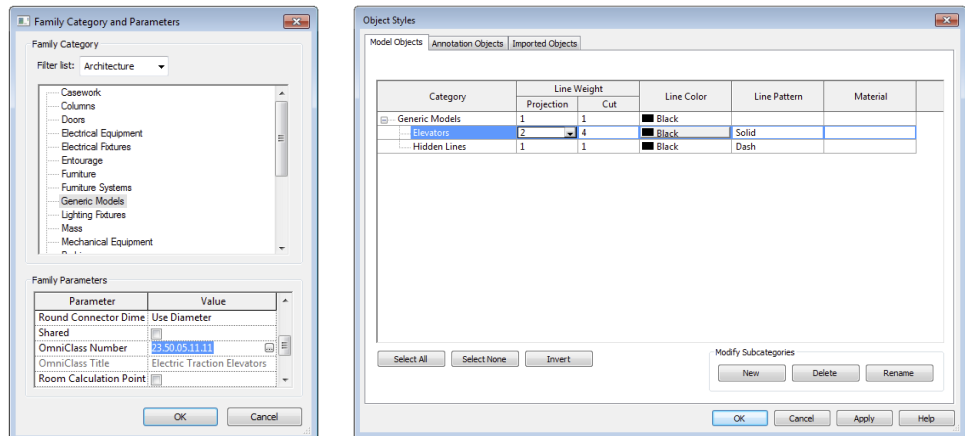 Family Category and Parameters
Family Category
Filter list: Architecture
Casework
Columns
Doors
Electrical Equipment
Electrical Fixtures
Entourage
Furniture
Furniture Systems
Generic Models
Lighting Fixtures
Mass
Mechanical Equipment
Family Parameters
Parameter Value
Round Connector Dime Use Diameter
Shared
OmniClass Number 23.50.05.11.11
OmniClass Title Electric Traction Elevators
Room Calculation Point
OK Cancel
Object Styles
Model Objects Annotation Objects Imported Objects
Category Line Weight Line Color Line Pattern Material
Projection Cut
Generic Models 1 1 Black
Elevators 2 4 Black Solid
Hidden Lines 1 1 Black Dash
Select All Select None Invert
Modify Subcategories
New Delete Rename
OK Cancel Apply Help